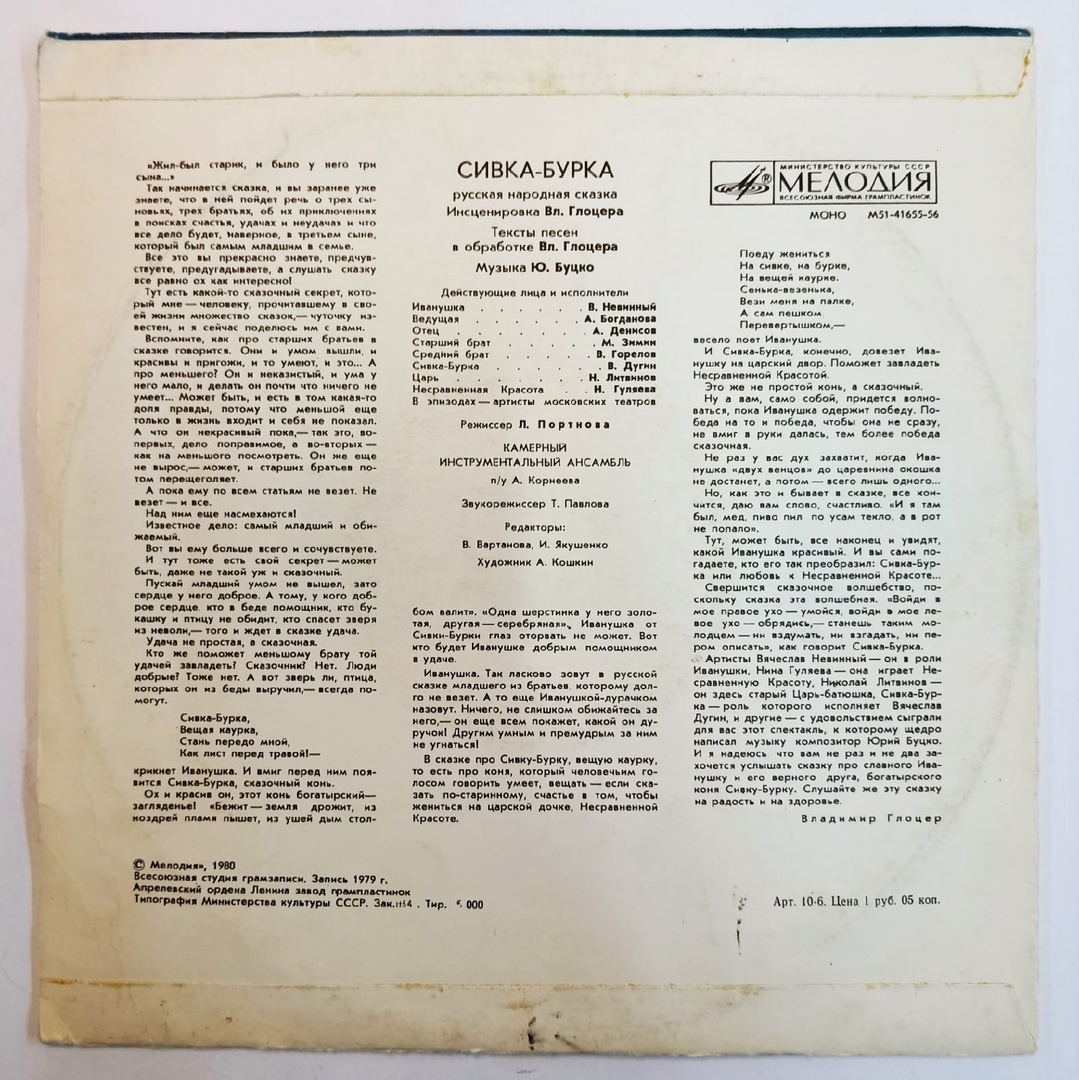 «Жил-был старик, и было у него три
сына...»
Так начинается сказка, и вы заранее уже
знаете, что в ней пойдет речь о трех сы-
новьях, трех братьях, об их приключениях
в поисках счастья, удачах и неудачах и что
все дело будет, наверное, в третьем сыне,
который был самым младшим в семье.
Все это вы прекрасно знаете, предчув-
ствуете, предугадываете, а слушать сказку
все равно ох как интересно!
Тут есть какой-то сказочный секрет, кото-
рый мне — человеку, прочитавшему в сво-
ей жизни множество сказок,— чуточку из-
вестен, и я сейчас поделюсь им с вами.
Вспомните, как про старших братьев в
сказке говорится. Они и умом вышли, и
красивы и пригожи, и то умеют, и это... А
про меньшего? Он и неказистый, и ума у
него мало, и делать он почти что ничего не
умеет... Может быть, и есть в том какая-то
доля правды, потому что меньшой еще
только в жизнь входит и себя не показал.
А что он некрасивый пока,— так это, во-
первых, дело поправимое, а во-вторых —
как на меньшого посмотреть. Он же еще
не вырос,— может, и старших братьев по-
том перещеголяет.
А пока ему по всем статьям не везет. Не
везет — и все.
Над ним еще насмехаются!
Известное дело: самый младший и оби-
жаемый.
Вот вы ему больше всего и сочувствуете.
И тут тоже есть свой секрет — может
быть, даже не такой уж и сказочный.
Пускай младший умом не вышел, зато
сердце у него доброе. А тому, у кого доб-
рое сердце, кто в беде помощник, кто бу-
кашку и птицу не обидит, кто спасет зверя
из неволи,— того и ждет в сказке удача.
Удача не простая, а сказочная.
Кто же поможет меньшому брату той
удачей завладеть? Сказочник? Нет. Люди
добрые? Тоже нет. А вот зверь ли, птица,
которых он из беды выручил,— всегда по-
могут.
Сивка-Бурка,
Вещая каурка,
Стань передо мной,
Как лист перед травой!—
крикнет Иванушка. И вмиг перед ним поя-
вится Сивка-Бурка, сказочный конь.
Ох и красив он, этот конь богатырский—
загляденье! «Бежит — земля дрожит, из
ноздрей пламя пышет, из ушей дым стол-
СИВКА-БУРКА
русская народная сказка
Инсценировка Вл. Глоцера
Тексты песен
в обработке Вл. Глоцера
Музыка Ю. Буцко
Действующие лица и исполнители
Иванушка . . . . . . В. Невинный
Ведущая . . . . . . А. Богданова
Отец . . . . . . . А. Денисов
Старший брат . . . . . М. Зимин
Средний брат . . . . . В. Горелов
Сивка-Бурка . . . . . . В. Дугин
Царь . . . . . . . Н. Литвинов
Несравненная Красота . . Н. Гуляева
В эпизодах — артисты московских театров
Режиссер Л. Портнова
КАМЕРНЫЙ
ИНСТРУМЕНТАЛЬНЫЙ АНСАМБЛЬ
п/у А. Корнеева
Звукорежиссер Т. Павлова
Редакторы:
В. Вартанова, И. Якушенко
Художник А. Кошкин
бом валит». «Одна шерстинка у него золо-
тая, другая — серебряная», Иванушка от
Сивки-Бурки глаз оторвать не может. Вот
кто будет Иванушке добрым помощником
в удаче.
Иванушка. Так ласково зовут в русской
сказке младшего из братьев, которому дол-
го не везет. А то еще Иванушкой-дурачком
назовут. Ничего, не слишком обижайтесь за
него,— он еще всем покажет, какой он ду-
рачок! Другим умным и премудрым за ним
не угнаться!
В сказке про Сивку-Бурку, вещую каурку,
то есть про коня, который человечьим го-
лосом говорить умеет, вещать — если ска-
зать по-старинному, счастье в том, чтобы
жениться на царской дочке, Несравненной
Красоте.
МИНИСТЕРСТВО КУЛЬТУРЫ СССР
МЕЛОДИЯ
ВСЕСОЮЗНАЯ ФИРМА ГРАМПЛАСТИНОК
МОНО М51-41655-56
Поеду жениться
На сивке, на бурке,
На вещей каурке.
Сенька-везенька,
Вези меня на палке,
А сам пешком
Перевертышком,—
весело поет Иванушка.
И Сивка-Бурка, конечно, довезет Ива-
нушку на царский двор. Поможет завладеть
Несравненной Красотой.
Это же не простой конь, а сказочный.
Ну а вам, само собой, придется волно-
ваться, пока Иванушка одержит победу. По-
беда на то и победа, чтобы она не сразу,
не вмиг в руки далась, тем более победа
сказочная.
Не раз у вас дух захватит, когда Ива-
нушка «двух венцов» до царевнина окошка
не достанет, а потом — всего лишь одного...
Но, как это и бывает в сказке, все кон-
чится, даю вам слово, счастливо. «И я там
был, мед, пиво пил по усам текло, а в рот
не попало».
Тут, может быть, все наконец и увидят,
какой Иванушка красивый. И вы сами по-
гадаете, кто его так преобразил: Сивка-Бур-
ка или любовь к Несравненной Красоте...
Свершится сказочное волшебство, по-
скольку сказка эта волшебная. «Войди в
мое правое ухо — умойся, войди в мое ле-
вое ухо — обрядись,— станешь таким мо-
лодцем — ни вздумать, ни взгадать, ни пе-
ром описать», как говорит Сивка-Бурка.
Артисты Вячеслав Невинный — он в роли
Иванушки, Нина Гуляева — она играет Не-
сравненную Красоту, Николай Литвинов —
он здесь старый Царь-батюшка, Сивка-Бур-
ка — роль которого исполняет Вячеслав
Дугин, и другие — с удовольствием сыграли
для вас этот спектакль, к которому щедро
написал музыку композитор Юрий Буцко.
И я надеюсь, что вам не раз и не два за-
хочется услышать сказку про славного Ива-
нушку и его верного друга, богатырского
коня Сивку-Бурку. Слушайте же эту сказку
на радость и на здоровье.
Владимир Глоцер
© Мелодия», 1980
Всесоюзная студия грамзаписи. Запись 1979 г.
Апрелевский ордена Ленина завод грампластинок
Типография Министерства культуры СССР. Зак. Тир. 000
Арт. 10-6. Цена 1 руб. 05 коп.